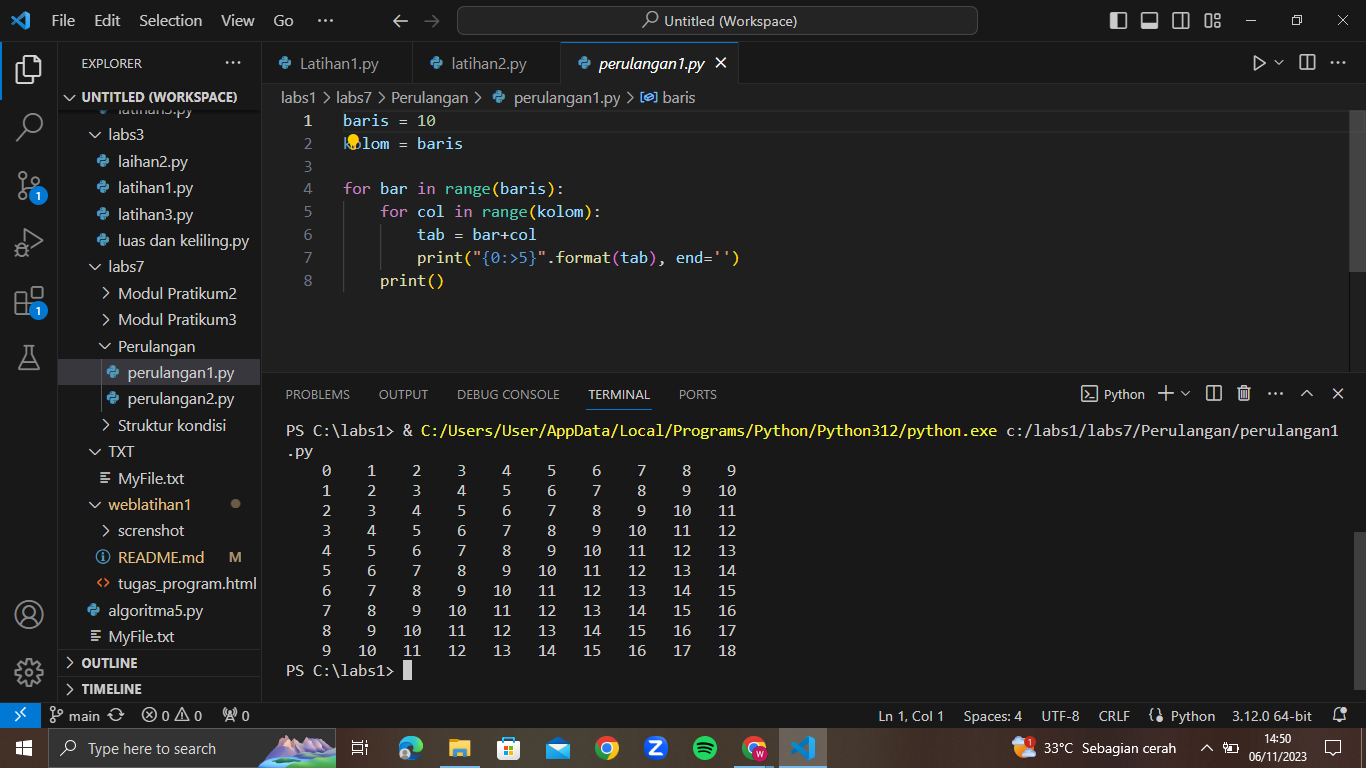 File Edit Selection View Go ··· Untitled (Workspace)
EXPLORER ···
UNTITLED (WORKSPACE)
latihan3.py
labs3
laihan2.py
latihan1.py
latihan3.py
luas dan keliling.py
labs7
Modul Pratikum2
Modul Pratikum3
Perulangan
perulangan1.py
perulangan2.py
Struktur kondisi
TXT
MyFile.txt
weblatihan1
screnshot
README.md M
tugas_program.html
algoritma5.py
MyFile.txt
OUTLINE
TIMELINE
Latihan1.py latihan2.py perulangan1.py
labs1 > labs7 > Perulangan > perulangan1.py > baris
1 baris = 10
2 kolom = baris
3
4 for bar in range(baris):
5 for col in range(kolom):
6 tab = bar+col
7 print("{0:>5}".format(tab), end='')
8 print()
PROBLEMS OUTPUT DEBUG CONSOLE TERMINAL PORTS Python
PS C:\labs1> & C:/Users/User/AppData/Local/Programs/Python/Python312/python.exe c:/labs1/labs7/Perulangan/perulangan1
.py
0 1 2 3 4 5 6 7 8 9
1 2 3 4 5 6 7 8 9 10
2 3 4 5 6 7 8 9 10 11
3 4 5 6 7 8 9 10 11 12
4 5 6 7 8 9 10 11 12 13
5 6 7 8 9 10 11 12 13 14
6 7 8 9 10 11 12 13 14 15
7 8 9 10 11 12 13 14 15 16
8 9 10 11 12 13 14 15 16 17
9 10 11 12 13 14 15 16 17 18
PS C:\labs1>
main 0 0 0 Ln 1, Col 1 Spaces: 4 UTF-8 CRLF Python 3.12.0 64-bit
Type here to search 33°C Sebagian cerah 14:50
06/11/2023